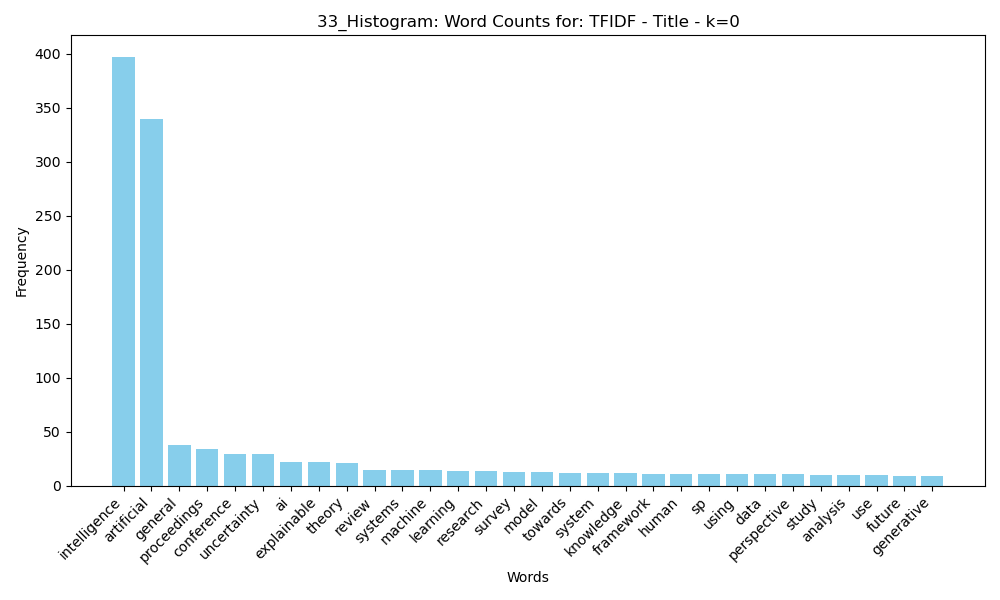 33_Histogram: Word Counts for: TFIDF - Title - k=0
Frequency
400
350
300
250
200
150
100
50
0
intelligence
artificial
general
proceedings
conference
uncertainty
ai
explainable
theory
review
systems
machine
learning
research
survey
model
towards
system
knowledge
framework
human
sp
using
data
perspective
study
analysis
use
future
generative
Words